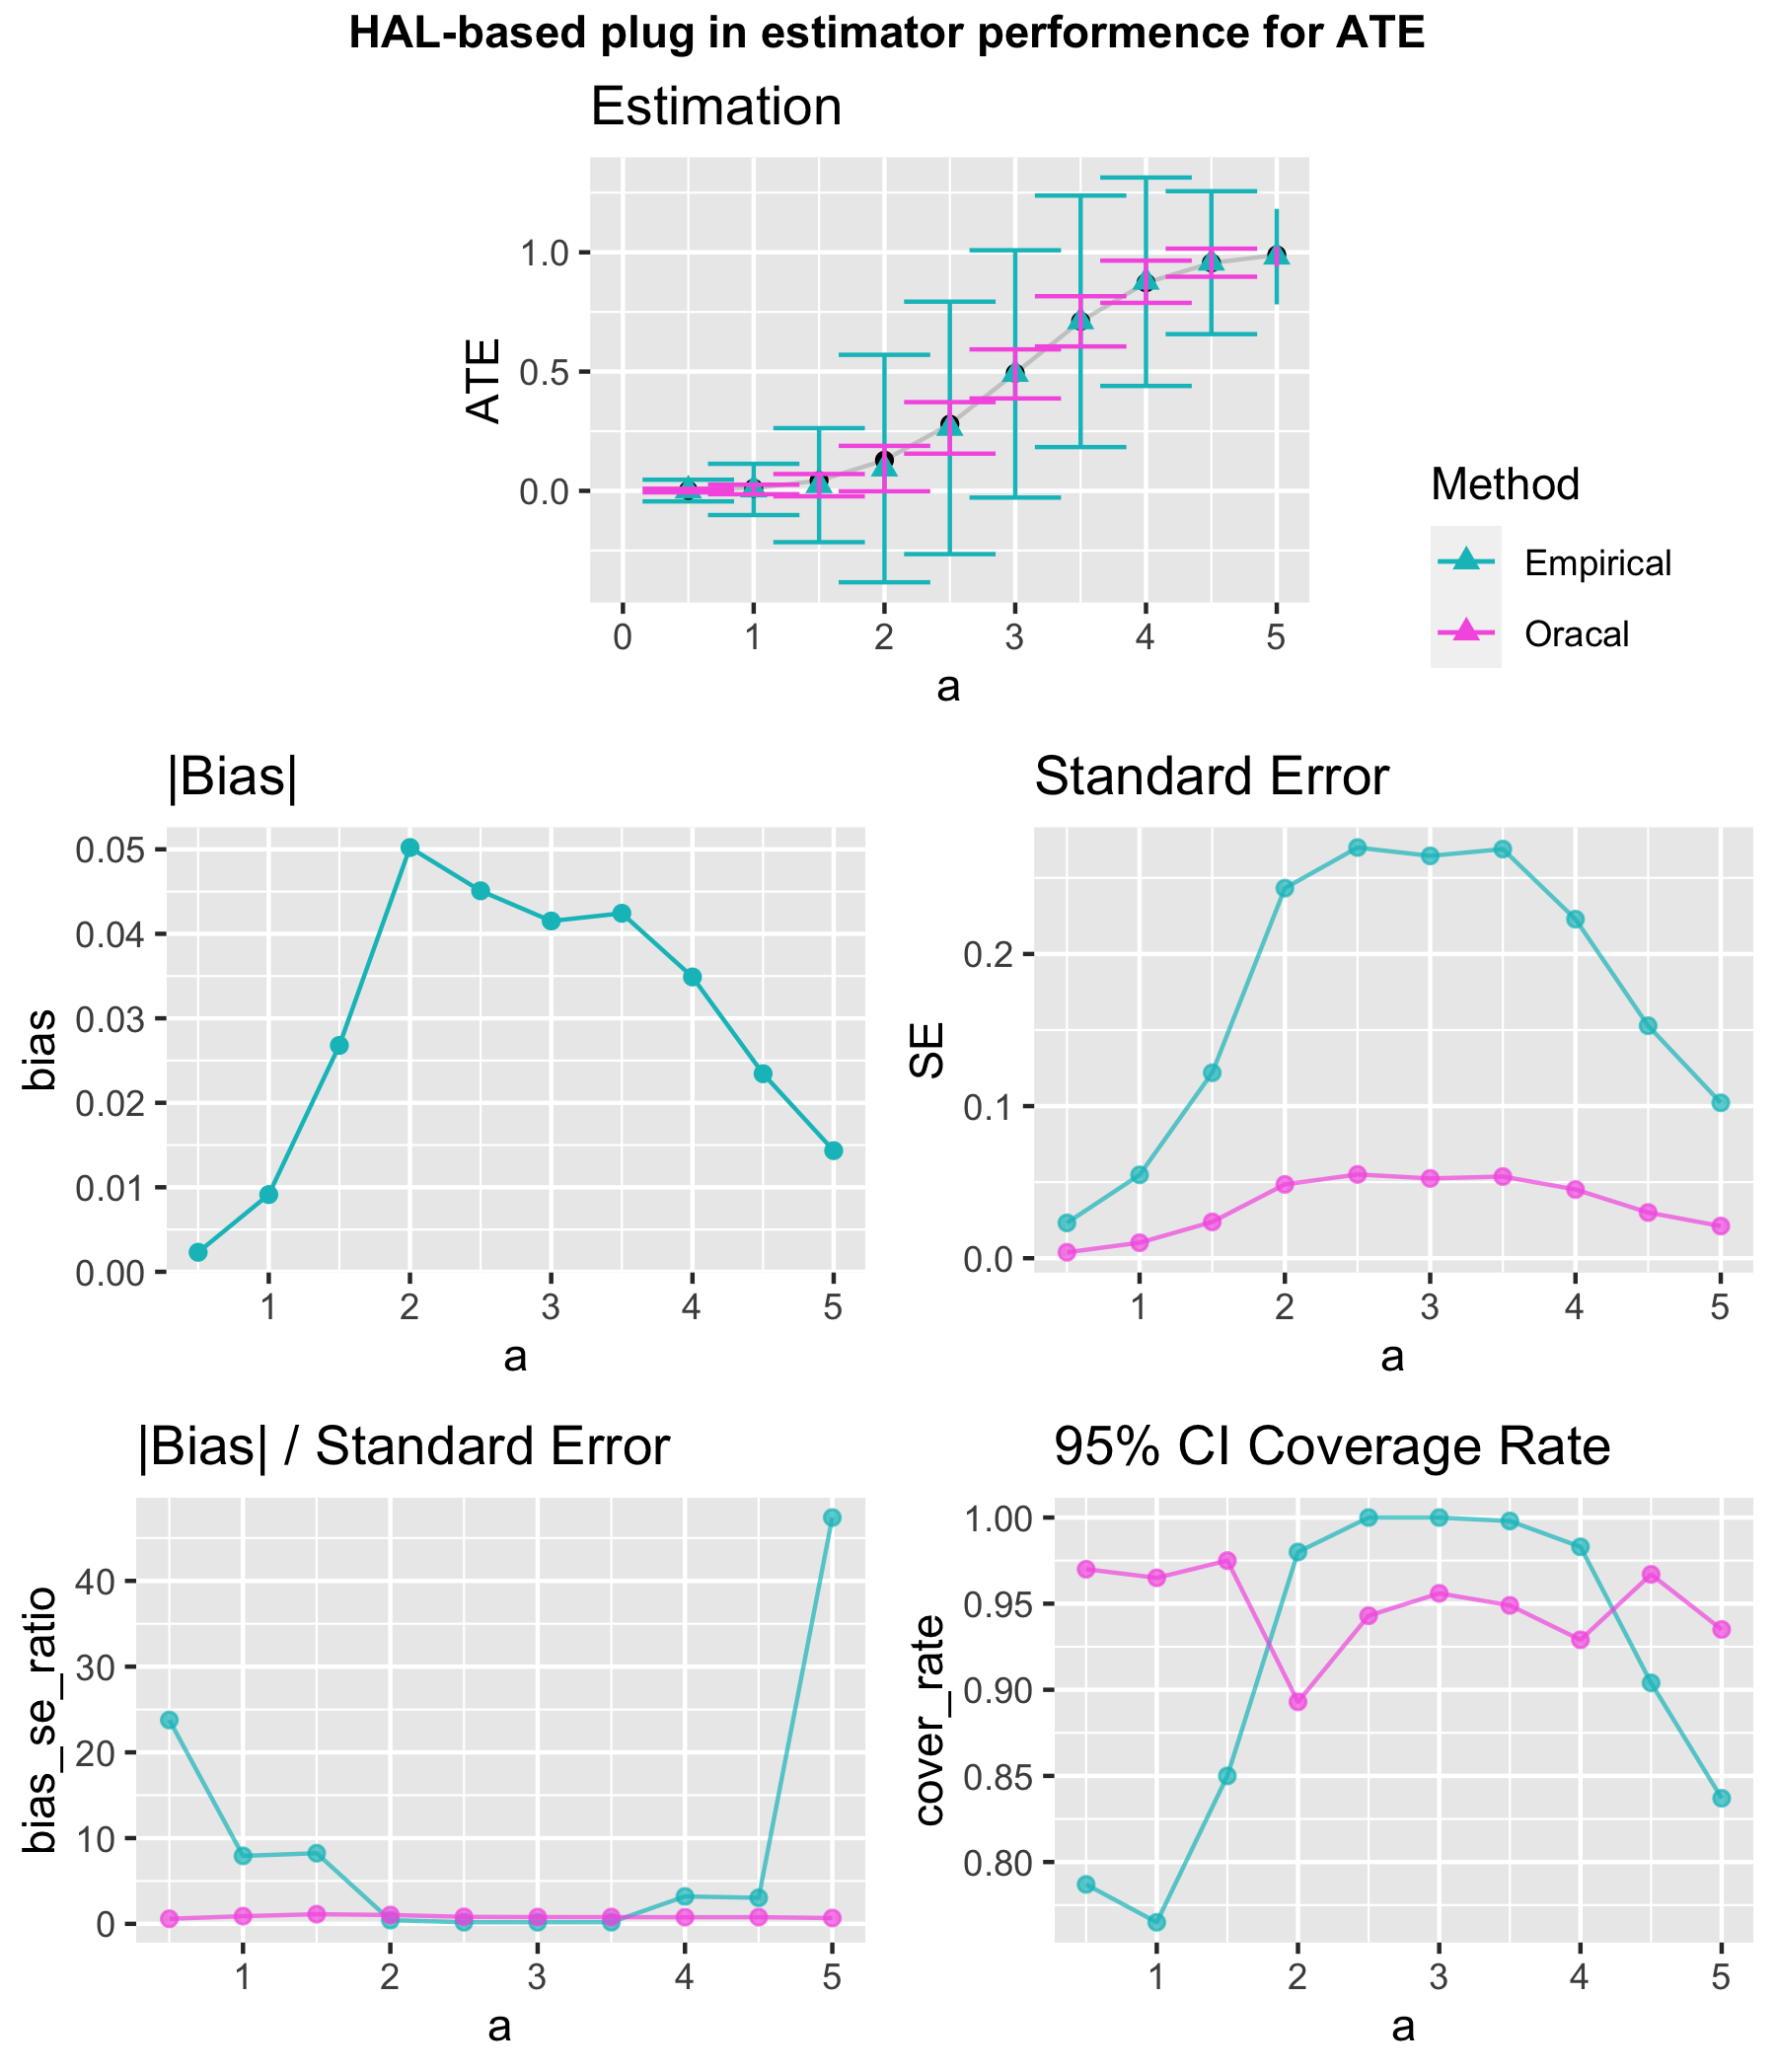 HAL-based plug in estimator performence for ATE
Estimation
ATE
1.0
0.5
0.0
0 1 2 3 4 5
a
Method
Empirical
Oracal
|Bias|
bias
0.05
0.04
0.03
0.02
0.01
0.00
1 2 3 4 5
a
Standard Error
SE
0.2
0.1
0.0
1 2 3 4 5
a
|Bias| / Standard Error
bias_se_ratio
40
30
20
10
0
1 2 3 4 5
a
95% CI Coverage Rate
cover_rate
1.00
0.95
0.90
0.85
0.80
1 2 3 4 5
a